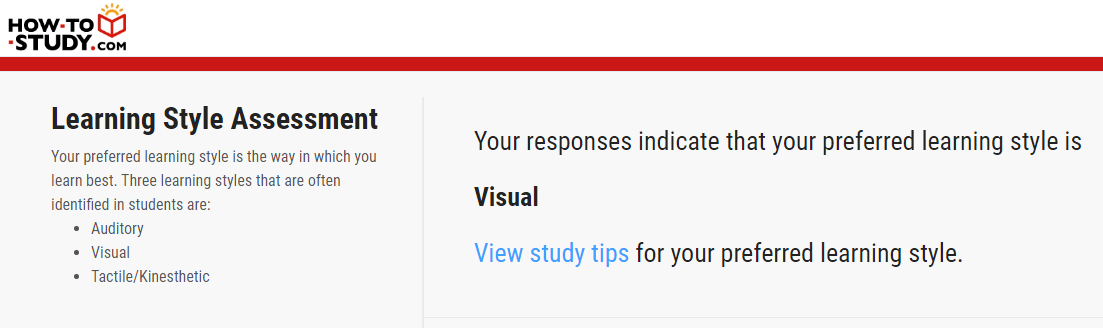 HOW-TO
-STUDY.COM
Learning Style Assessment
Your preferred learning style is the way in which you
learn best. Three learning styles that are often
identified in students are:
• Auditory
• Visual
• Tactile/Kinesthetic
Your responses indicate that your preferred learning style is
Visual
View study tips for your preferred learning style.